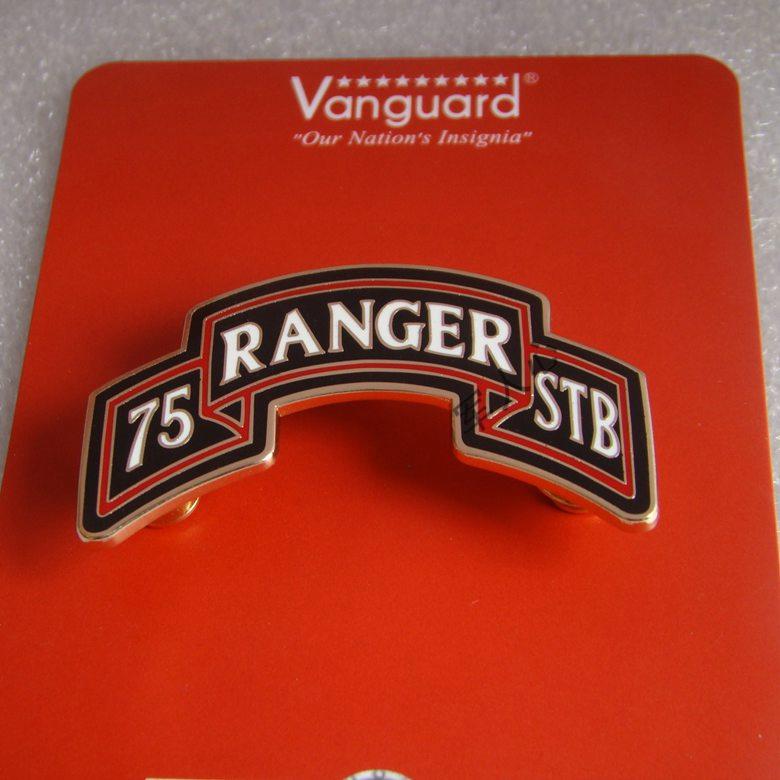 Vanguard®
"Our Nation's Insignia"
75 RANGER STB